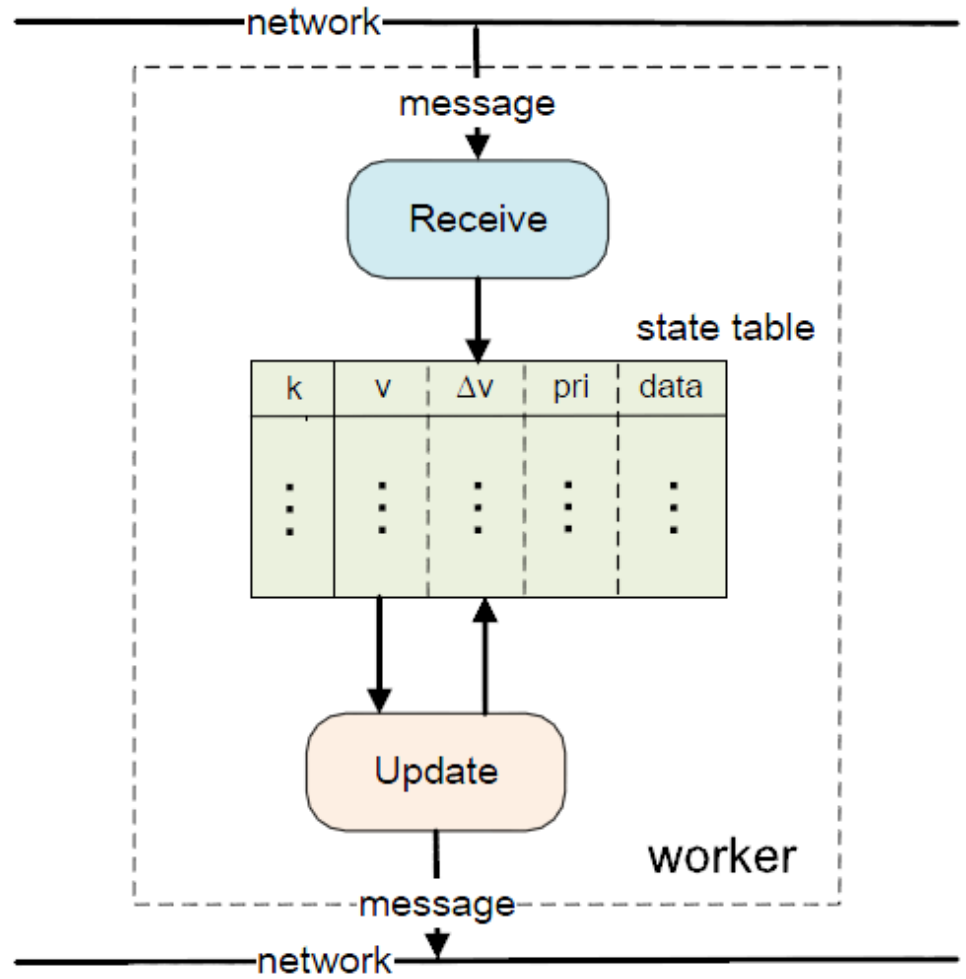 network
message
Receive
state table
k v Δv pri data
Update
worker
message
network